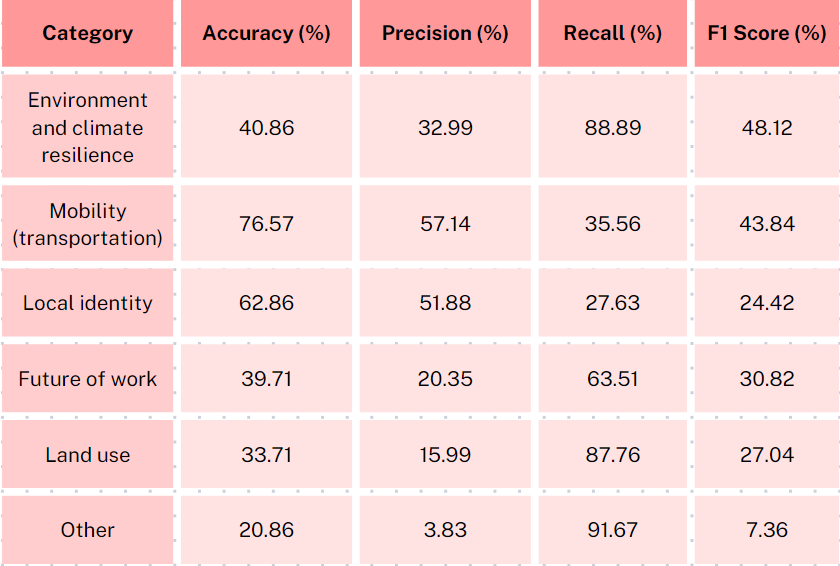 Category Accuracy (%) Precision (%) Recall (%) F1 Score (%)
Environment
and climate
resilience
40.86 32.99 88.89 48.12
Mobility
(transportation)
76.57 57.14 35.56 43.84
Local identity 62.86 51.88 27.63 24.42
Future of work 39.71 20.35 63.51 30.82
Land use 33.71 15.99 87.76 27.04
Other 20.86 3.83 91.67 7.36